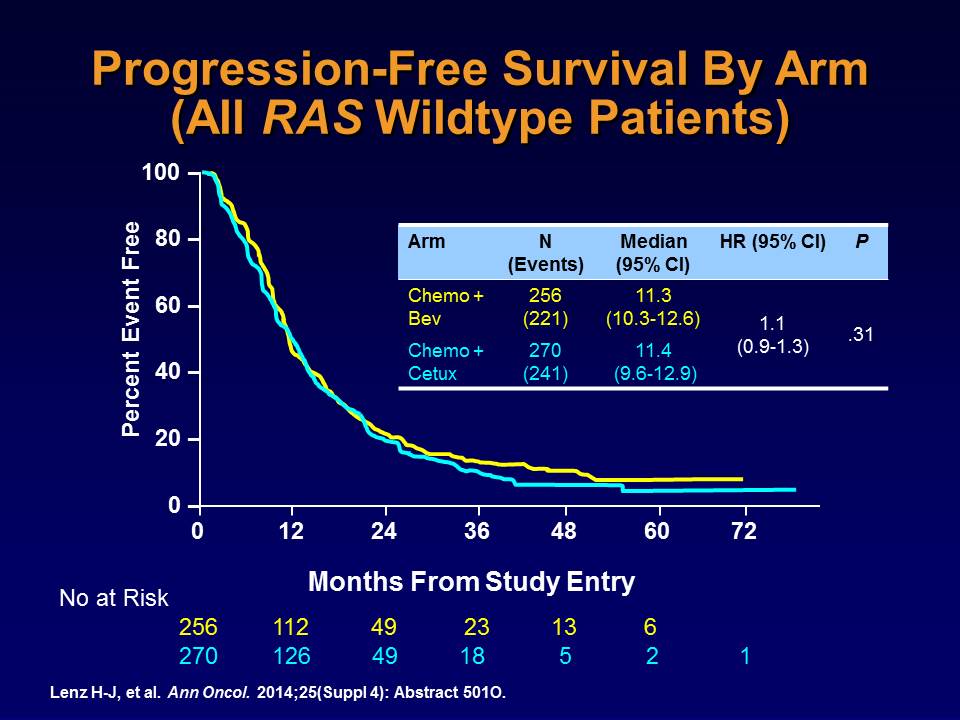 Progression-Free Survival By Arm
(All RAS Wildtype Patients)
Percent Event Free
100
80
60
40
20
0
0 12 24 36 48 60 72
Months From Study Entry
Arm N (Events) Median (95% CI) HR (95% CI) P
Chemo + Bev 256 (221) 11.3 (10.3-12.6) 1.1 (0.9-1.3) .31
Chemo + Cetux 270 (241) 11.4 (9.6-12.9)
No at Risk
256 112 49 23 13 6
270 126 49 18 5 2 1
Lenz H-J, et al. Ann Oncol. 2014;25(Suppl 4): Abstract 501O.